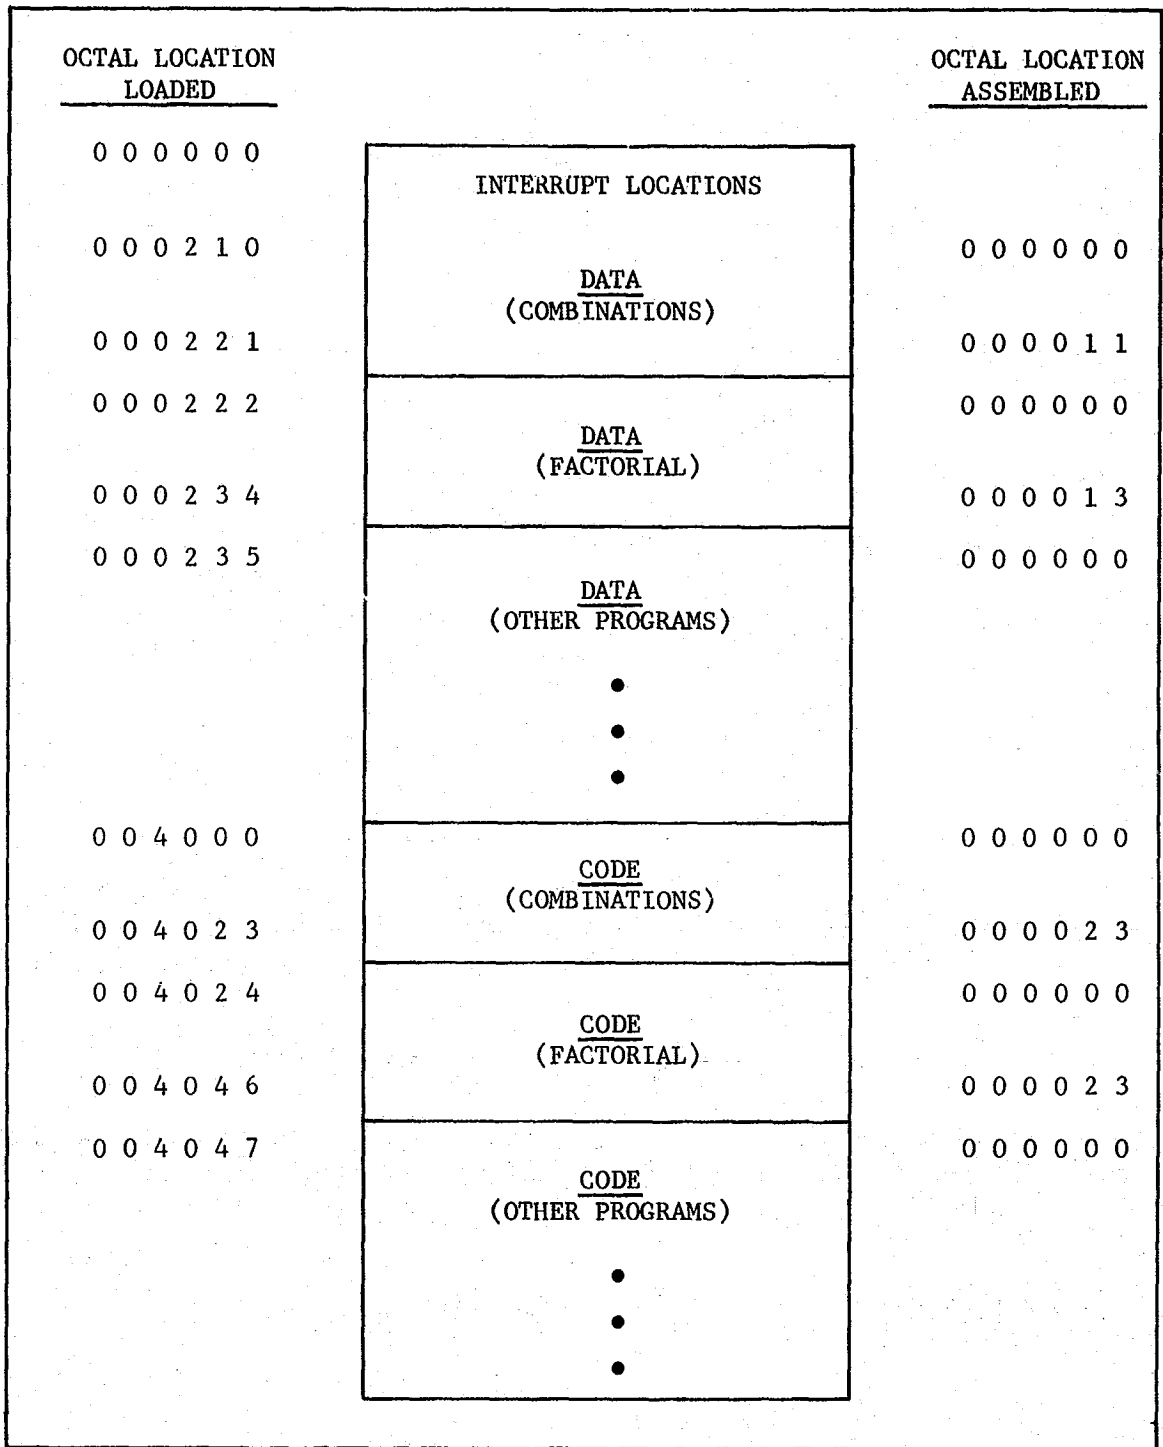 OCTAL LOCATION OCTAL LOCATION
LOADED ASSEMBLED
0 0 0 0 0 0
INTERRUPT LOCATIONS
0 0 0 2 1 0 0 0 0 0 0 0
DATA
(COMBINATIONS)
0 0 0 2 2 1 0 0 0 0 1 1
0 0 0 2 2 2 0 0 0 0 0 0
DATA
(FACTORIAL)
0 0 0 2 3 4 0 0 0 0 1 3
0 0 0 2 3 5 0 0 0 0 0 0
DATA
(OTHER PROGRAMS)
0 0 4 0 0 0 0 0 0 0 0 0
CODE
(COMBINATIONS)
0 0 4 0 2 3 0 0 0 0 2 3
0 0 4 0 2 4 0 0 0 0 0 0
CODE
(FACTORIAL)
0 0 4 0 4 6 0 0 0 0 2 3
0 0 4 0 4 7 0 0 0 0 0 0
CODE
(OTHER PROGRAMS)